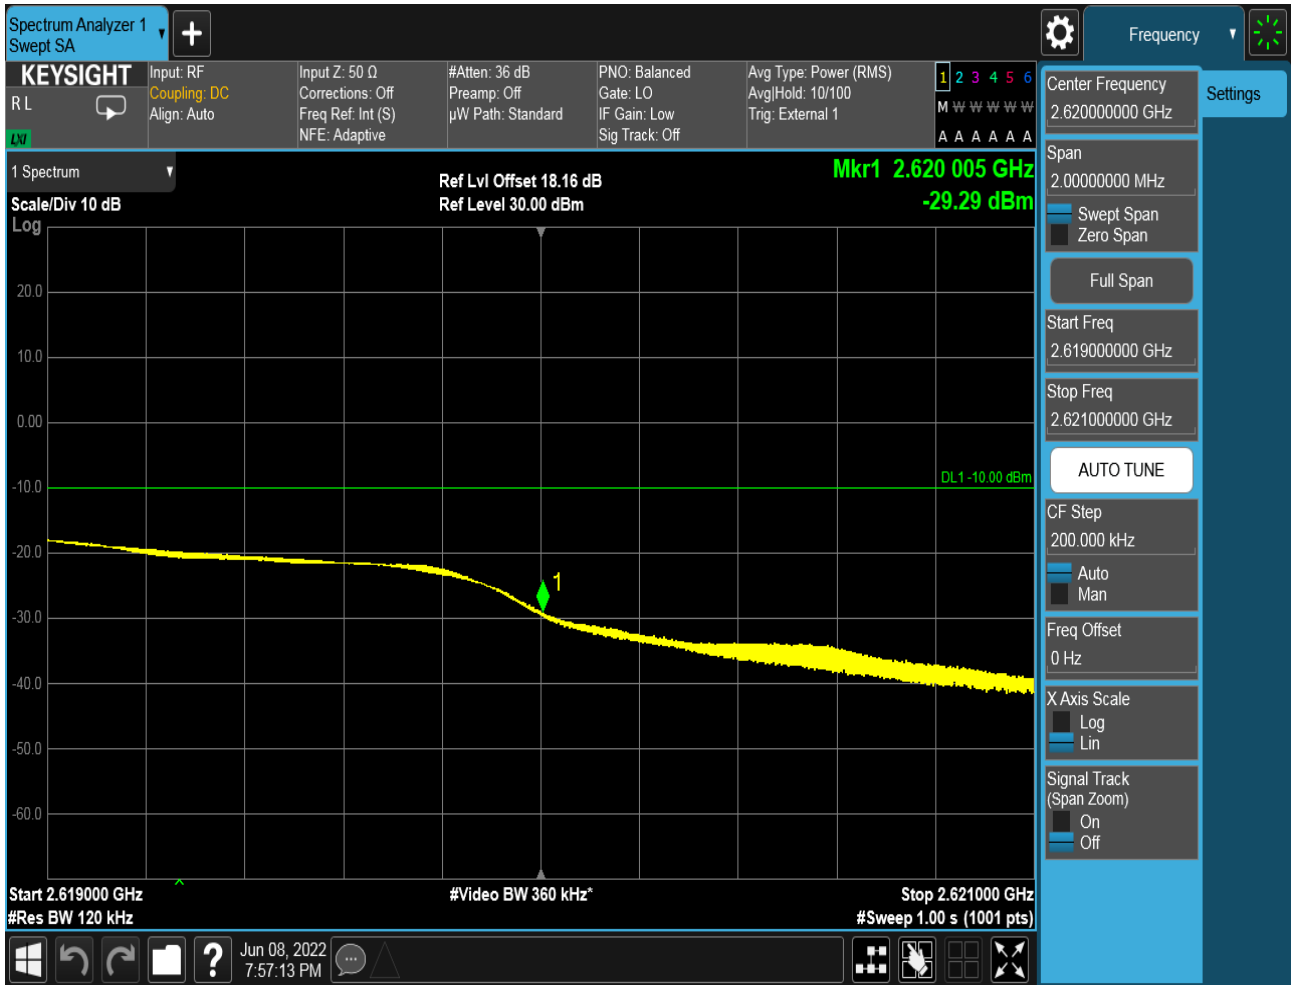 Spectrum Analyzer 1
Swept SA
Frequency
KEYSIGHT
R L
LXI
Input: RF
Coupling: DC
Align: Auto
Input Z: 50 Ω
Corrections: Off
Freq Ref: Int (S)
NFE: Adaptive
#Atten: 36 dB
Preamp: Off
µW Path: Standard
PNO: Balanced
Gate: LO
IF Gain: Low
Sig Track: Off
Avg Type: Power (RMS)
Avg|Hold: 10/100
Trig: External 1
1 2 3 4 5 6
M W W W W W
A A A A A A
1 Spectrum
Scale/Div 10 dB
Log
Ref Lvl Offset 18.16 dB
Ref Level 30.00 dBm
Mkr1 2.620 005 GHz
-29.29 dBm
20.0
10.0
0.00
-10.0
-20.0
-30.0
-40.0
-50.0
-60.0
DL1 -10.00 dBm
1
Start 2.619000 GHz
#Res BW 120 kHz
#Video BW 360 kHz*
Stop 2.621000 GHz
#Sweep 1.00 s (1001 pts)
Jun 08, 2022
7:57:13 PM
Center Frequency
2.620000000 GHz
Settings
Span
2.00000000 MHz
Swept Span
Zero Span
Full Span
Start Freq
2.619000000 GHz
Stop Freq
2.621000000 GHz
AUTO TUNE
CF Step
200.000 kHz
Auto
Man
Freq Offset
0 Hz
X Axis Scale
Log
Lin
Signal Track
(Span Zoom)
On
Off